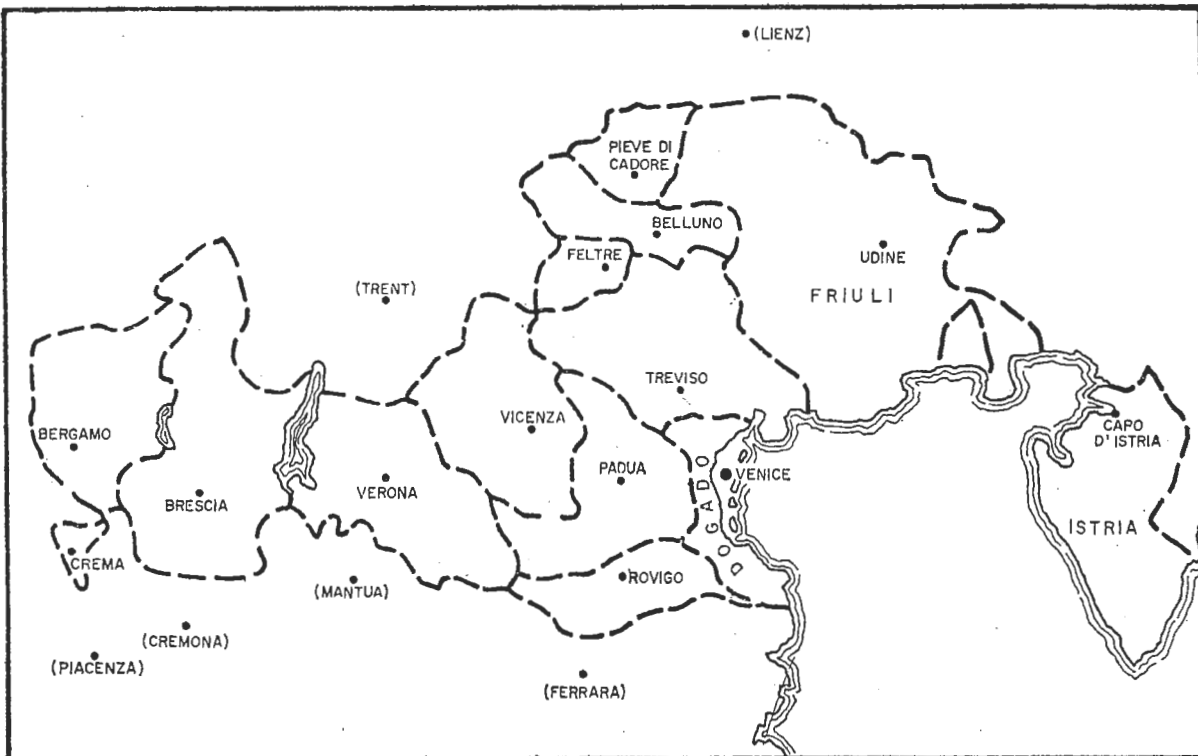 (LIENZ)
PIEVE DI
CADORE
BELLUNO
FELTRE
UDINE
(TRENT)
FRIULI
TREVISO
BERGAMO
VICENZA
CAPO
D'ISTRIA
PADUA
VENICE
BRESCIA
VERONA
DOGADO
ISTRIA
CREMA
(MANTUA)
ROVIGO
(CREMONA)
(PIACENZA)
(FERRARA)